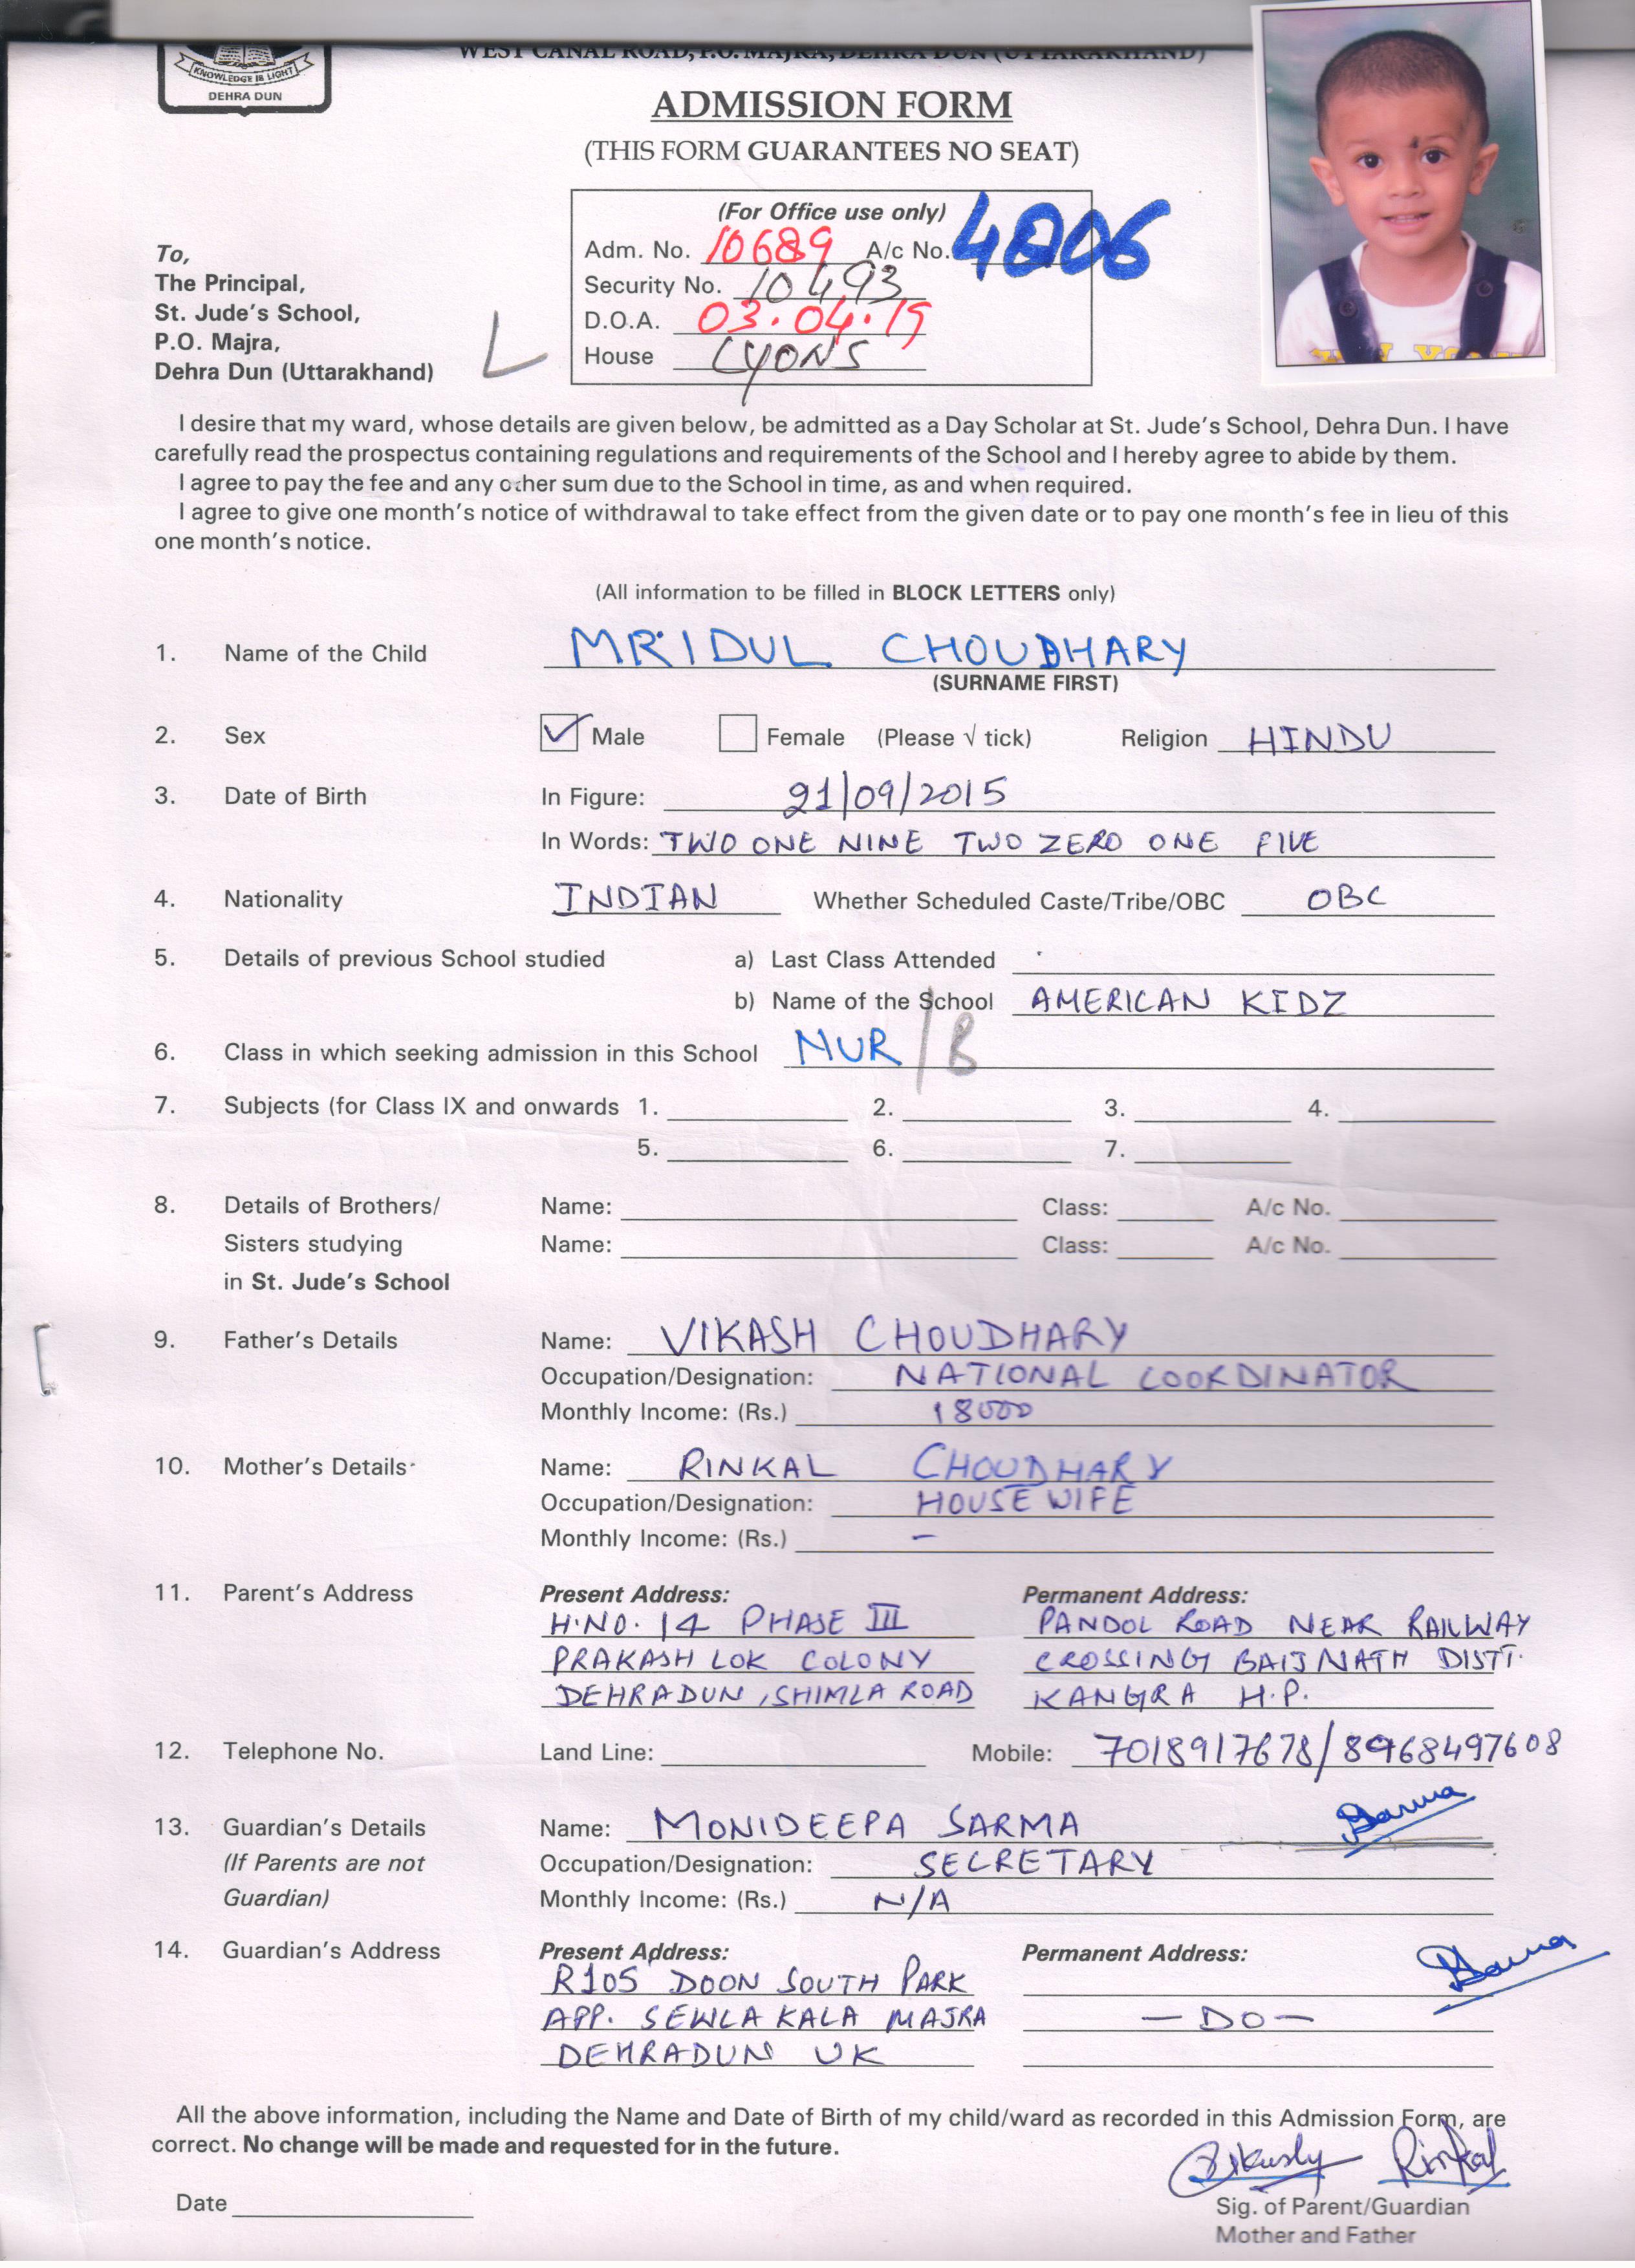 KNOWLEDGE IS LIGHT
DEHRA DUN
WEST CANAL ROAD, P.O. MAJRA, DEHRA DUN (UTTARAKHAND)
ADMISSION FORM
(THIS FORM GUARANTEES NO SEAT)
(For Office use only)
Adm. No. 10689 A/c No. 4806
Security No. 10493
D.O.A. 03.04.19
House LYONS
To,
The Principal,
St. Jude's School,
P.O. Majra,
Dehra Dun (Uttarakhand)
I desire that my ward, whose details are given below, be admitted as a Day Scholar at St. Jude's School, Dehra Dun. I have
carefully read the prospectus containing regulations and requirements of the School and I hereby agree to abide by them.
I agree to pay the fee and any other sum due to the School in time, as and when required.
I agree to give one month's notice of withdrawal to take effect from the given date or to pay one month's fee in lieu of this
one month's notice.
(All information to be filled in BLOCK LETTERS only)
1. Name of the Child MRIDUL CHOUDHARY
(SURNAME FIRST)
2. Sex Male Female (Please √ tick) Religion HINDU
3. Date of Birth In Figure: 21/09/2015
In Words: TWO ONE NINE TWO ZERO ONE FIVE
4. Nationality INDIAN Whether Scheduled Caste/Tribe/OBC OBC
5. Details of previous School studied a) Last Class Attended
b) Name of the School AMERICAN KIDZ
6. Class in which seeking admission in this School NUR/B
7. Subjects (for Class IX and onwards 1. 2. 3. 4.
5. 6. 7.
8. Details of Brothers/ Name: Class: A/c No.
Sisters studying Name: Class: A/c No.
in St. Jude's School
9. Father's Details Name: VIKASH CHOUDHARY
Occupation/Designation: NATIONAL COORDINATOR
Monthly Income: (Rs.) 18000
10. Mother's Details Name: RINKAL CHOUDHARY
Occupation/Designation: HOUSE WIFE
Monthly Income: (Rs.) –
11. Parent's Address Present Address: Permanent Address:
H.NO. 14 PHASE III PANDOL ROAD NEAR RAILWAY
PRAKASH LOK COLONY CROSSING BAIJNATH DISTT.
DEHRADUN, SHIMLA ROAD KANGRA H.P.
12. Telephone No. Land Line: Mobile: 7018917678/8968497608
13. Guardian's Details Name: MONIDEEPA SARMA Sarma
(If Parents are not Occupation/Designation: SECRETARY
Guardian) Monthly Income: (Rs.) N/A
14. Guardian's Address Present Address: Permanent Address: Sarma
R105 DOON SOUTH PARK
APP. SEWLA KALA MAJRA — DO —
DEHRADUN UK
All the above information, including the Name and Date of Birth of my child/ward as recorded in this Admission Form, are
correct. No change will be made and requested for in the future.
Rinkal
Date Sig. of Parent/Guardian
Mother and Father